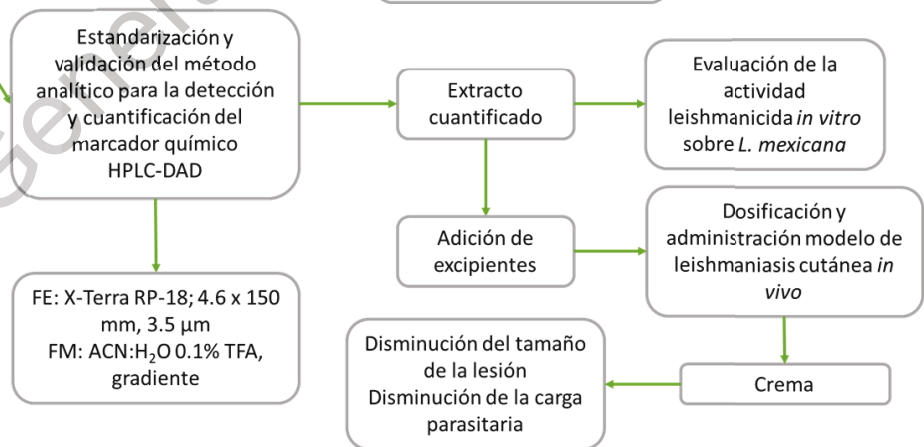 Estandarización y
validación del método
analítico para la detección
y cuantificación del
marcador químico
HPLC-DAD
Extracto
cuantificado
Evaluación de la
actividad
leishmanicida in vitro
sobre L. mexicana
Adición de
excipientes
Dosificación y
administración modelo de
leishmaniasis cutánea in
vivo
FE: X-Terra RP-18; 4.6 x 150
mm, 3.5 µm
FM: ACN:H₂O 0.1% TFA,
gradiente
Disminución del tamaño
de la lesión
Disminución de la carga
parasitaria
Crema